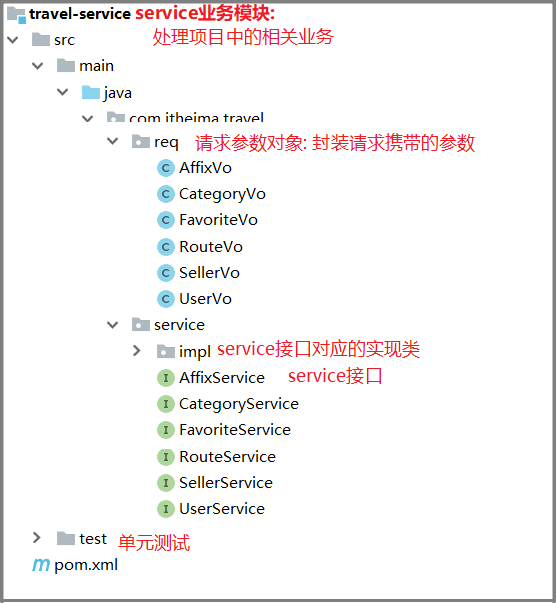 travel-service service业务模块:
src 处理项目中的相关业务
main
java
com.itheima.travel
req 请求参数对象: 封装请求携带的参数
C AffixVo
C CategoryVo
C FavoriteVo
C RouteVo
C SellerVo
C UserVo
service
impl service接口对应的实现类
I AffixService service接口
I CategoryService
I FavoriteService
I RouteService
I SellerService
I UserService
test 单元测试
m pom.xml